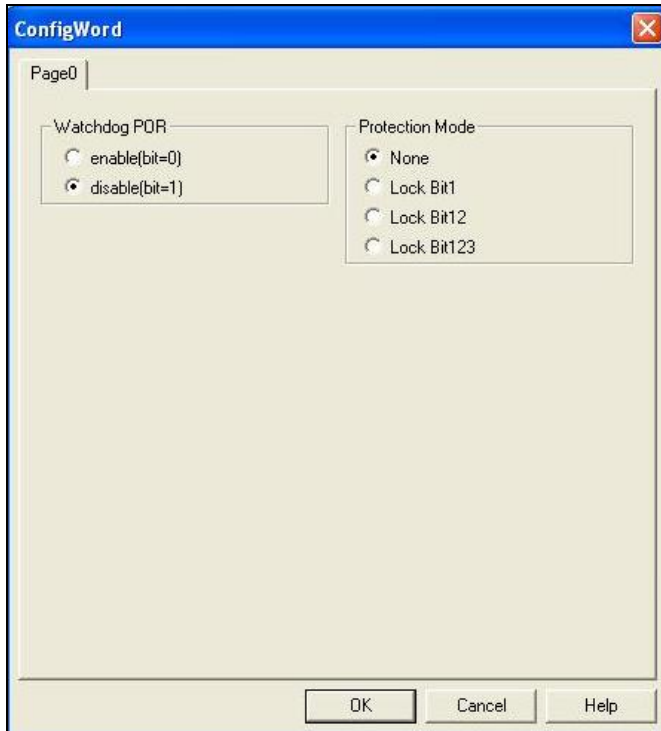 ConfigWord
Page0
Watchdog POR
enable(bit=0)
disable(bit=1)
Protection Mode
None
Lock Bit1
Lock Bit12
Lock Bit123
OK
Cancel
Help